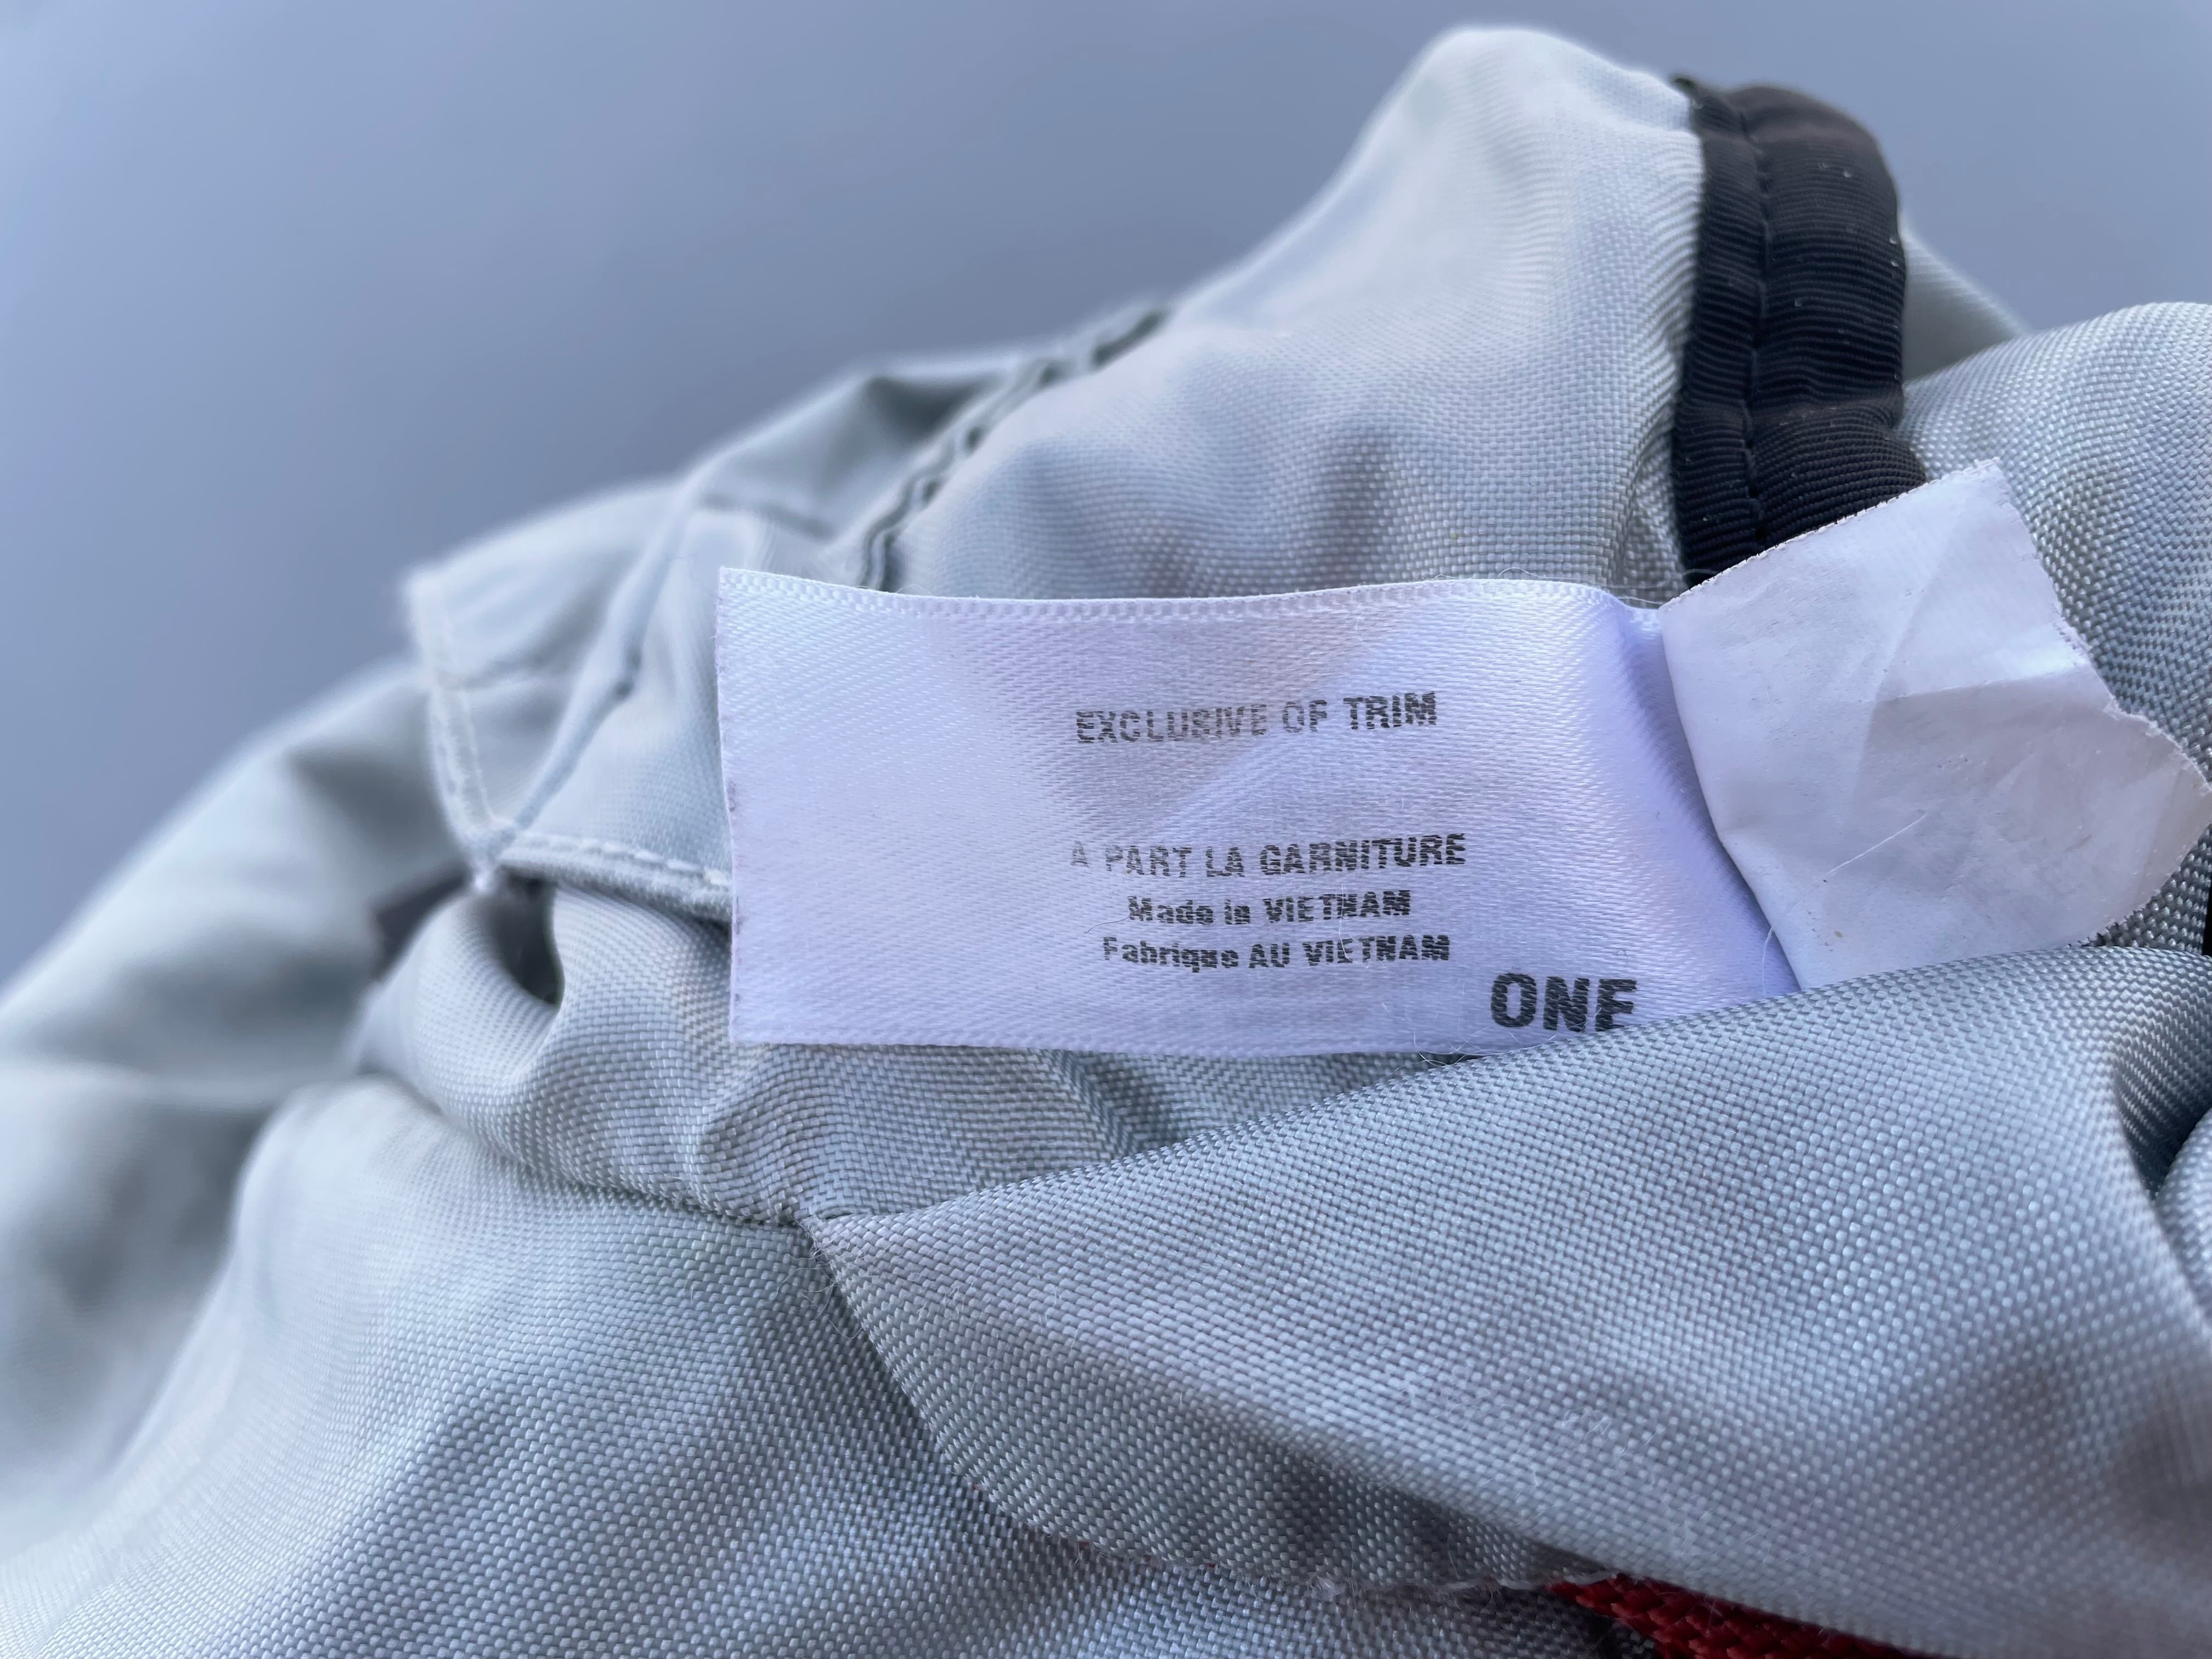 EXCLUSIVE OF TRIM
A PART LA GARNITURE
Made in VIETNAM
Fabrique AU VIETNAM
ONE